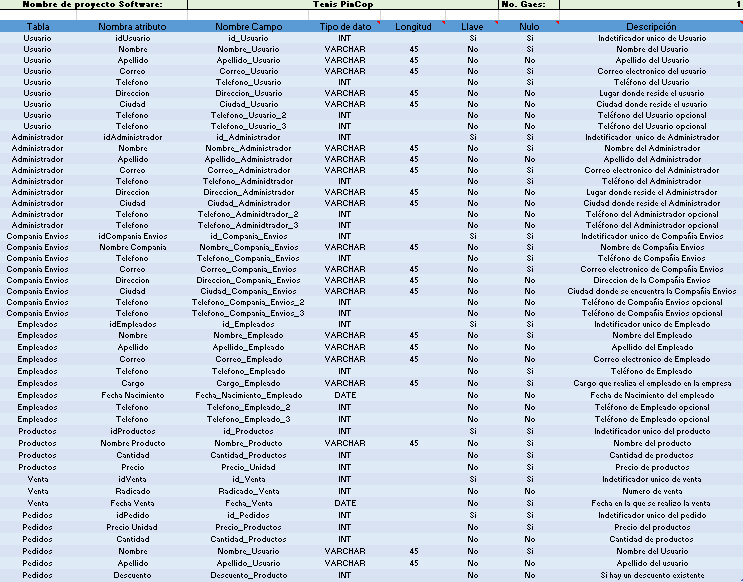 Nombre de proyecto Software: Tenis PinCop No. Gaes: 1
Tabla Nombra atributo Nombre Campo Tipo de dato Longitud Llave Nulo Descripción
Usuario idUsuario id_Usuario INT Si Si Indetificador unico de Usuario
Usuario Nombre Nombre_Usuario VARCHAR 45 No Si Nombre del Usuario
Usuario Apellido Apellido_Usuario VARCHAR 45 No No Apellido del Usuario
Usuario Correo Correo_Usuario VARCHAR 45 No Si Correo electronico del usuario
Usuario Telefono Telefono_Usuario INT No Si Teléfono del Usuario
Usuario Direccion Direccion_Usuario VARCHAR 45 No No Lugar donde reside el usuario
Usuario Ciudad Ciudad_Usuario VARCHAR 45 No No Ciudad donde reside el usuario
Usuario Telefono Telefono_Usuario_2 INT No No Teléfono del Usuario opcional
Usuario Telefono Telefono_Usuario_3 INT No No Teléfono del Usuario opcional
Administrador idAdministrador id_Administrador INT Si Si Indetificador unico de Administrador
Administrador Nombre Nombre_Administrador VARCHAR 45 No Si Nombre del Administrador
Administrador Apellido Apellido_Administrador VARCHAR 45 No No Apellido del Administrador
Administrador Correo Correo_Administrador VARCHAR 45 No Si Correo electronico del Administrador
Administrador Telefono Telefono_Adminitrador INT No Si Teléfono del Administrador
Administrador Direccion Direccion_Administrador VARCHAR 45 No No Lugar donde reside el Administrador
Administrador Ciudad Ciudad_Administrador VARCHAR 45 No No Ciudad donde reside el Administrador
Administrador Telefono Telefono_Adminidtrador_2 INT No No Teléfono del Administrador opcional
Administrador Telefono Telefono_Adminidtrador_3 INT No No Teléfono del Administrador opcional
Compania Envios idCompania Envios id_Compania_Envios INT Si Si Indetificador unico de Compañia Envios
Compania Envios Nombre Compania Nombre_Compania_Envios VARCHAR 45 No Si Nombre de Compañia Envios
Compania Envios Telefono Telefono_Compania_Envios INT No Si Teléfono de Compañia Envios
Compania Envios Correo Correo_Compania_Envios VARCHAR 45 No Si Correo electronico de Compañia Envios
Compania Envios Direccion Direccion_Compania_Envios VARCHAR 45 No No Direccion de la Compañia Envios
Compania Envios Ciudad Ciudad_Compania_Envios VARCHAR 45 No No Ciudad donde se encuentra la Compañia Envios
Compania Envios Telefono Telefono_Compania_Envios_2 INT No No Teléfono de Compañia Envios opcional
Compania Envios Telefono Telefono_Compania_Envios_3 INT No No Teléfono de Compañia Envios opcional
Empleados idEmpleados id_Empleados INT Si Si Indetificador unico de Empleado
Empleados Nombre Nombre_Empleado VARCHAR 45 No Si Nombre del Empleado
Empleados Apellido Apellido_Empleado VARCHAR 45 No No Apellido del Empleado
Empleados Correo Correo_Empleado VARCHAR 45 No No Correo electronico de Empleado
Empleados Telefono Telefono_Empleado INT No Si Teléfono de Empleado
Empleados Cargo Cargo_Empleado VARCHAR 45 No Si Cargo que realiza el empleado en la empresa
Empleados Fecha Nacimiento Fecha_Nacimiento_Empleado DATE No No Fecha de Nacimiento del empleado
Empleados Telefono Telefono_Empleado_2 INT No No Teléfono de Empleado opcional
Empleados Telefono Telefono_Empleado_3 INT No No Teléfono de Empleado opcional
Productos idProductos id_Productos INT Si Si Indetificador unico del producto
Productos Nombre Producto Nombre_Producto VARCHAR 45 No Si Nombre del producto
Productos Cantidad Cantidad_Productos INT No Si Cantidad de productos
Productos Precio Precio_Unidad INT No Si Precio de productos
Venta idVenta id_Venta INT Si Si Indetificador unico de venta
Venta Radicado Radicado_Venta INT No No Numero de venta
Venta Fecha Venta Fecha_Venta DATE No Si Fecha en la que se realizo la venta
Pedidos idPedido id_Pedidos INT Si Si Indetificador unico del pedido
Pedidos Precio Unidad Precio_Productos INT No Si Precio del productos
Pedidos Cantidad Cantidad_Productos INT No No Cantidad de productos
Pedidos Nombre Nombre_Usuario VARCHAR 45 No Si Nombre del Usuario
Pedidos Apellido Apellido_Usuario VARCHAR 45 No No Apellido del usuario
Pedidos Descuento Descuento_Producto INT No No Si hay un descuento existente